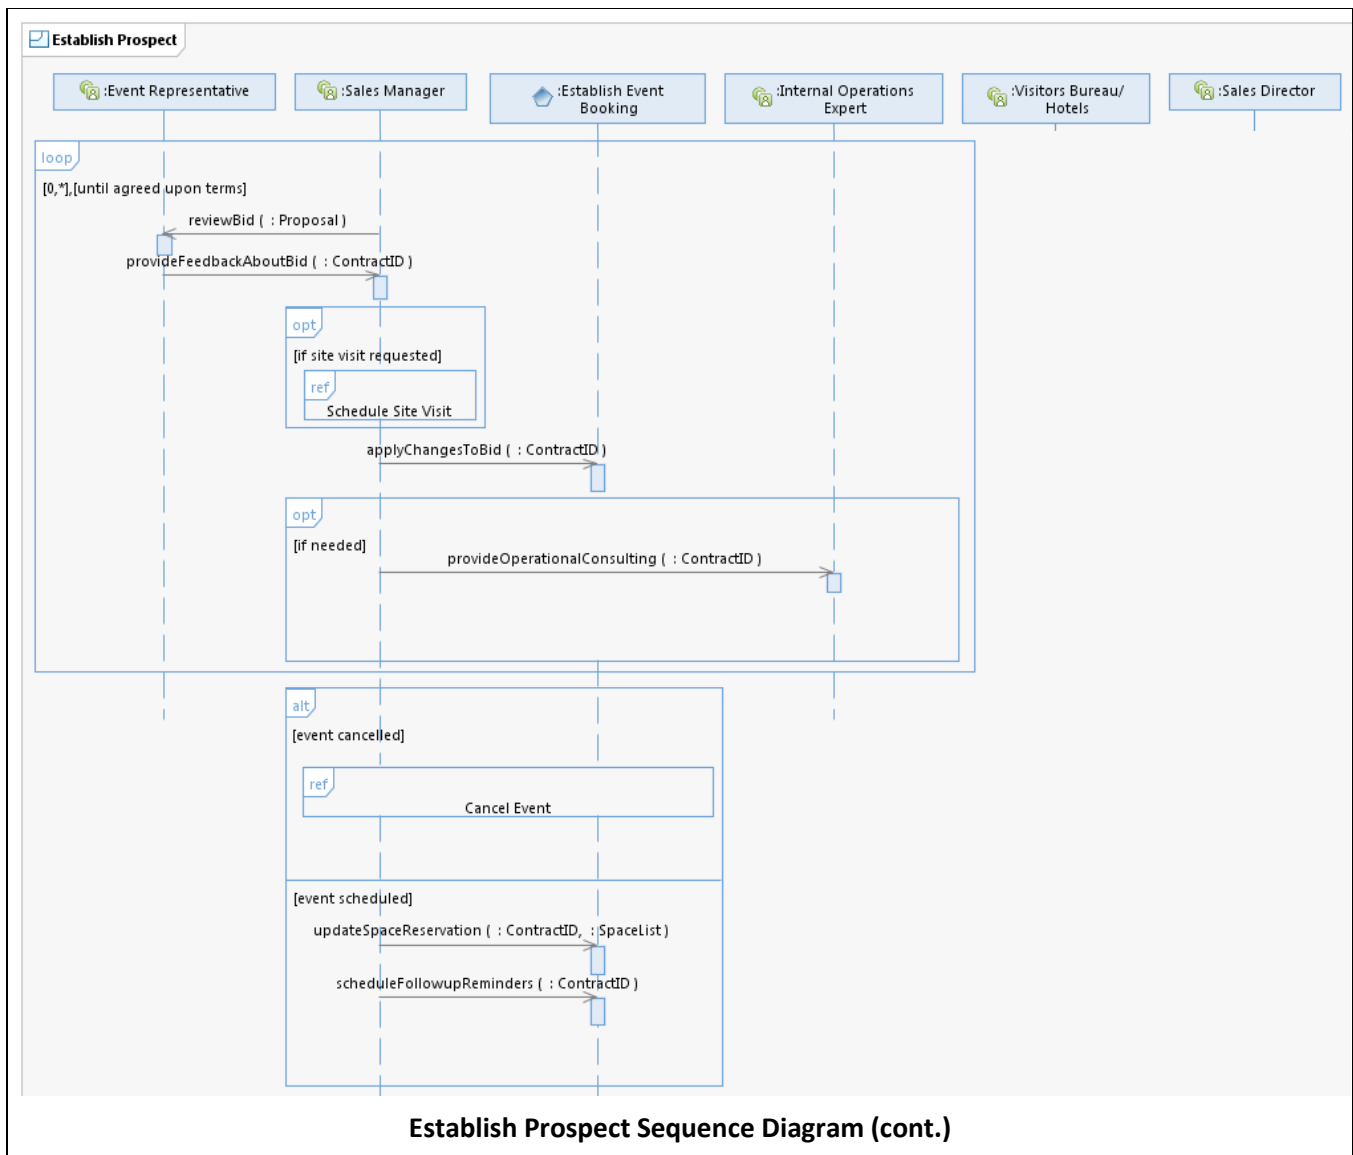 Establish Prospect
:Event Representative
:Sales Manager
:Establish Event
Booking
:Internal Operations
Expert
:Visitors Bureau/
Hotels
:Sales Director
loop
[0,*],[until agreed upon terms]
reviewBid ( : Proposal )
provideFeedbackAboutBid ( : ContractID )
opt
[if site visit requested]
ref
Schedule Site Visit
applyChangesToBid ( : ContractID )
opt
[if needed]
provideOperationalConsulting ( : ContractID )
alt
[event cancelled]
ref
Cancel Event
[event scheduled]
updateSpaceReservation ( : ContractID, : SpaceList )
scheduleFollowupReminders ( : ContractID )
Establish Prospect Sequence Diagram (cont.)